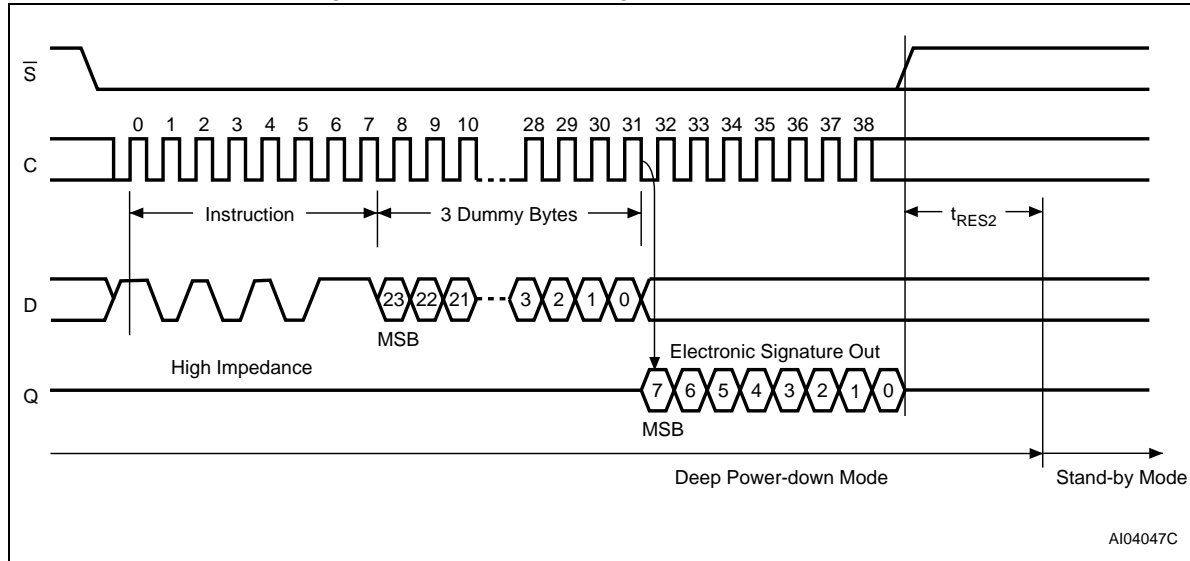 S
0 1 2 3 4 5 6 7 8 9 10 28 29 30 31 32 33 34 35 36 37 38
C
Instruction 3 Dummy Bytes tRES2
D 23 22 21 3 2 1 0
MSB
High Impedance Electronic Signature Out
Q 7 6 5 4 3 2 1 0
MSB
Deep Power-down Mode Stand-by Mode
AI04047C